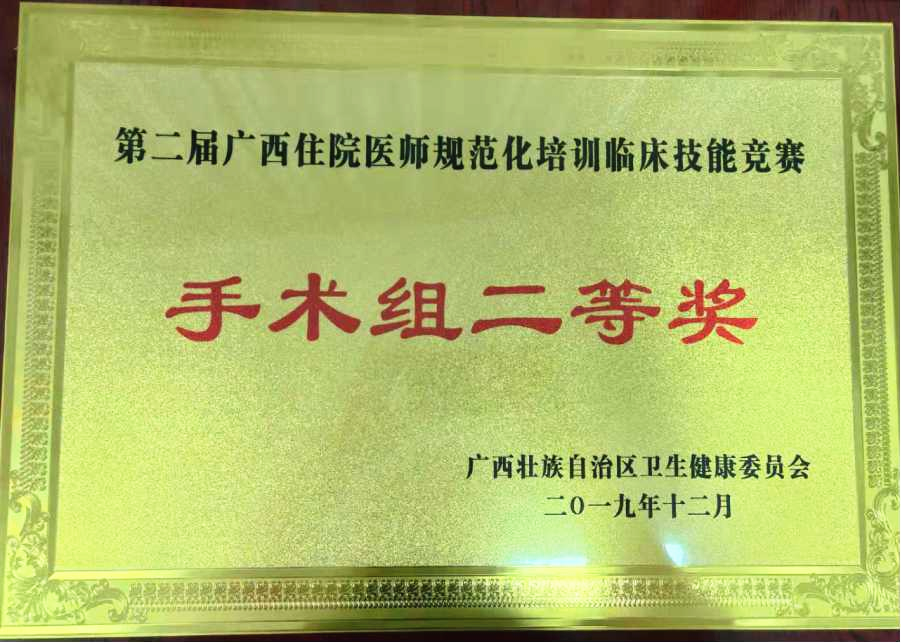 第二届广西住院医师规范化培训临床技能竞赛
手术组二等奖
广西壮族自治区卫生健康委员会
二〇一九年十二月